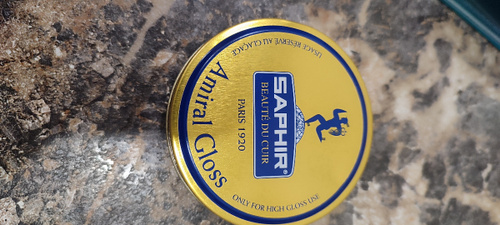 USAGE RÉSERVÉ AU GLAÇAGE
SAPHIR®
BEAUTÉ DU CUIR
PARIS 1920
Amiral Gloss
ONLY FOR HIGH GLOSS USE